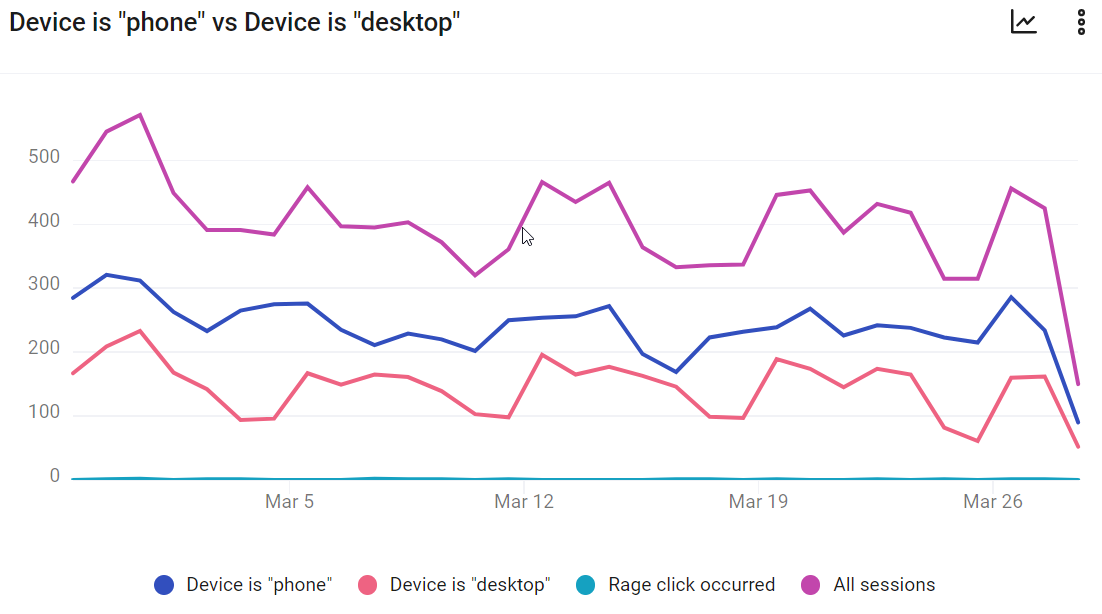 Device is "phone" vs Device is "desktop"
500
400
300
200
100
0
Mar 5 Mar 12 Mar 19 Mar 26
Device is "phone" Device is "desktop" Rage click occurred All sessions